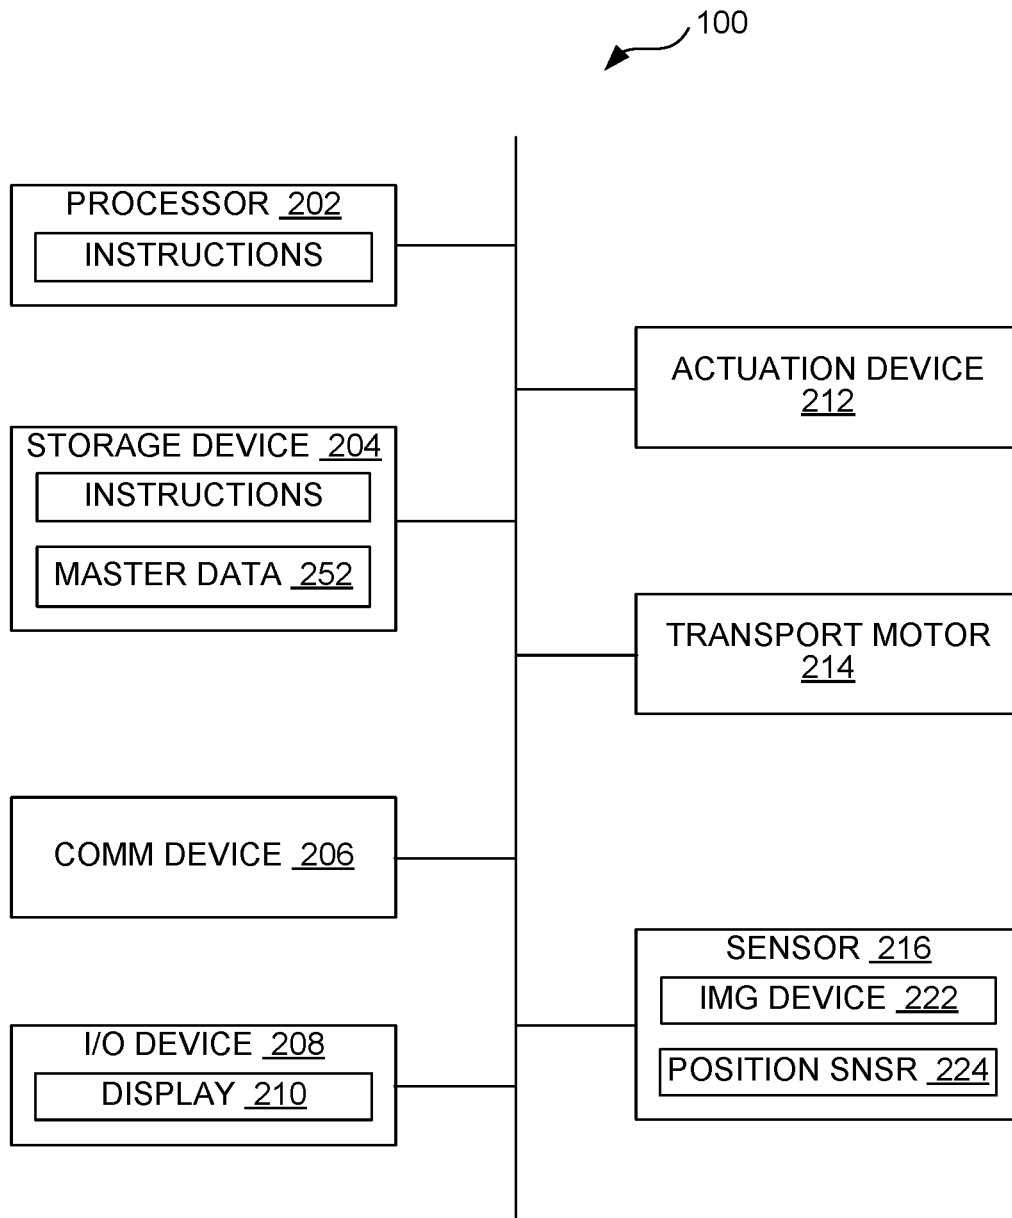 100
PROCESSOR 202
INSTRUCTIONS
STORAGE DEVICE 204
INSTRUCTIONS
MASTER DATA 252
COMM DEVICE 206
I/O DEVICE 208
DISPLAY 210
ACTUATION DEVICE
212
TRANSPORT MOTOR
214
SENSOR 216
IMG DEVICE 222
POSITION SNSR 224